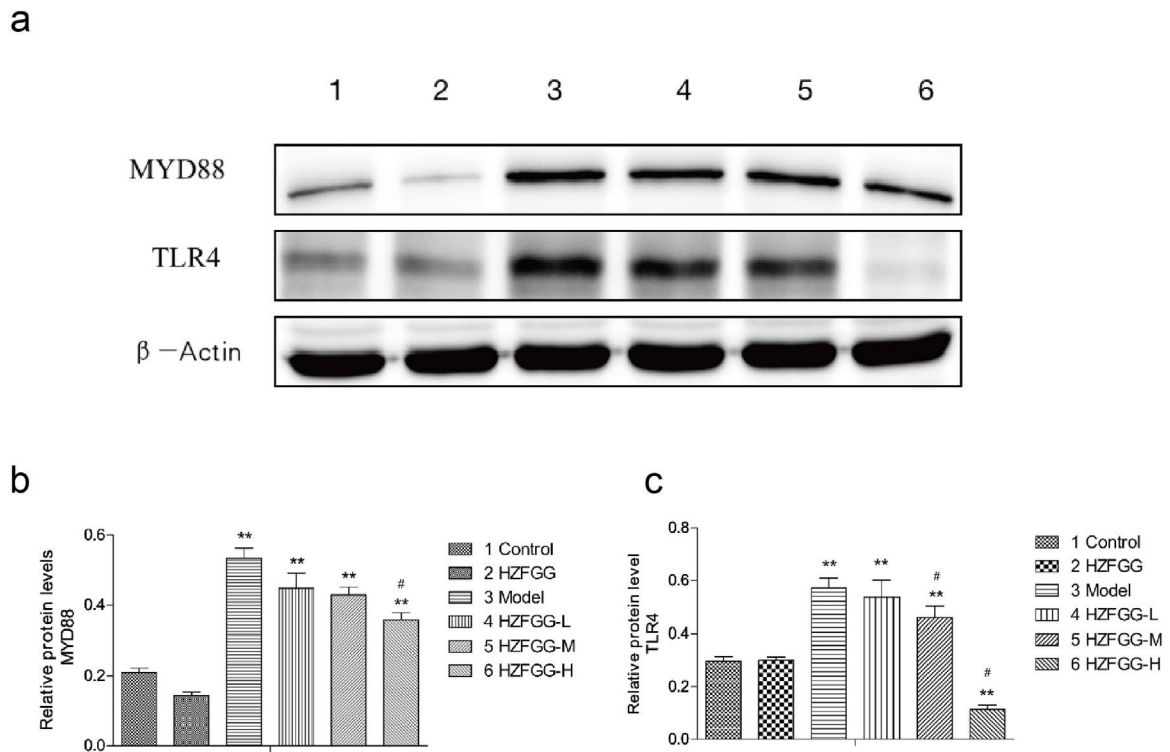 a
1 2 3 4 5 6
MYD88
TLR4
β-Actin
b
Relative protein levels
MYD88
0.6
0.4
0.2
0.0
**
**
**
#
**
1 Control
2 HZFGG
3 Model
4 HZFGG-L
5 HZFGG-M
6 HZFGG-H
c
Relative protein level
TLR4
0.8
0.6
0.4
0.2
0.0
**
**
#
**
#
**
1 Control
2 HZFGG
3 Model
4 HZFGG-L
5 HZFGG-M
6 HZFGG-H